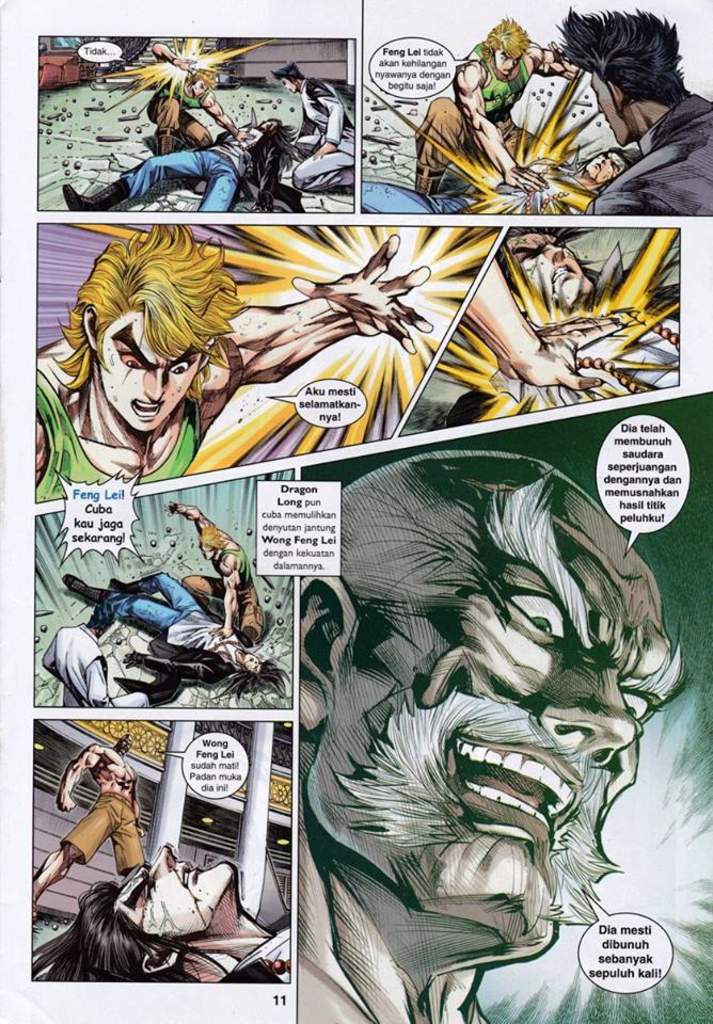 Tidak...
Feng Lei tidak
akan kehilangan
nyawanya dengan
begitu saja!
Aku mesti
selamatkan-
nya!
Feng Lei!
Cuba
kau jaga
sekarang!
Dragon
Long pun
cuba memulihkan
denyutan jantung
Wong Feng Lei
dengan kekuatan
dalamannya.
Dia telah
membunuh
saudara
seperjuangan
dengannya dan
memusnahkan
titik
peluhku!
Wong
Feng Lei
sudah mati!
Padan muka
dia ini!
Dia mesti
dibunuh
sebanyak
sepuluh kali!
11